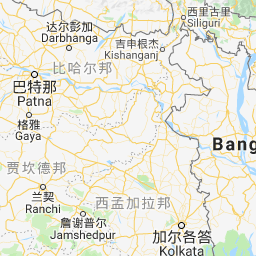 西里古里
Siliguri
达尔彭加
Darbhanga
吉申根杰
Kishanganj
比哈尔邦
巴特那
Patna
格雅
Gaya
Bang
贾坎德邦
兰契
Ranchi
西孟加拉邦
詹谢普尔
Jamshedpur
加尔各答
Kolkata